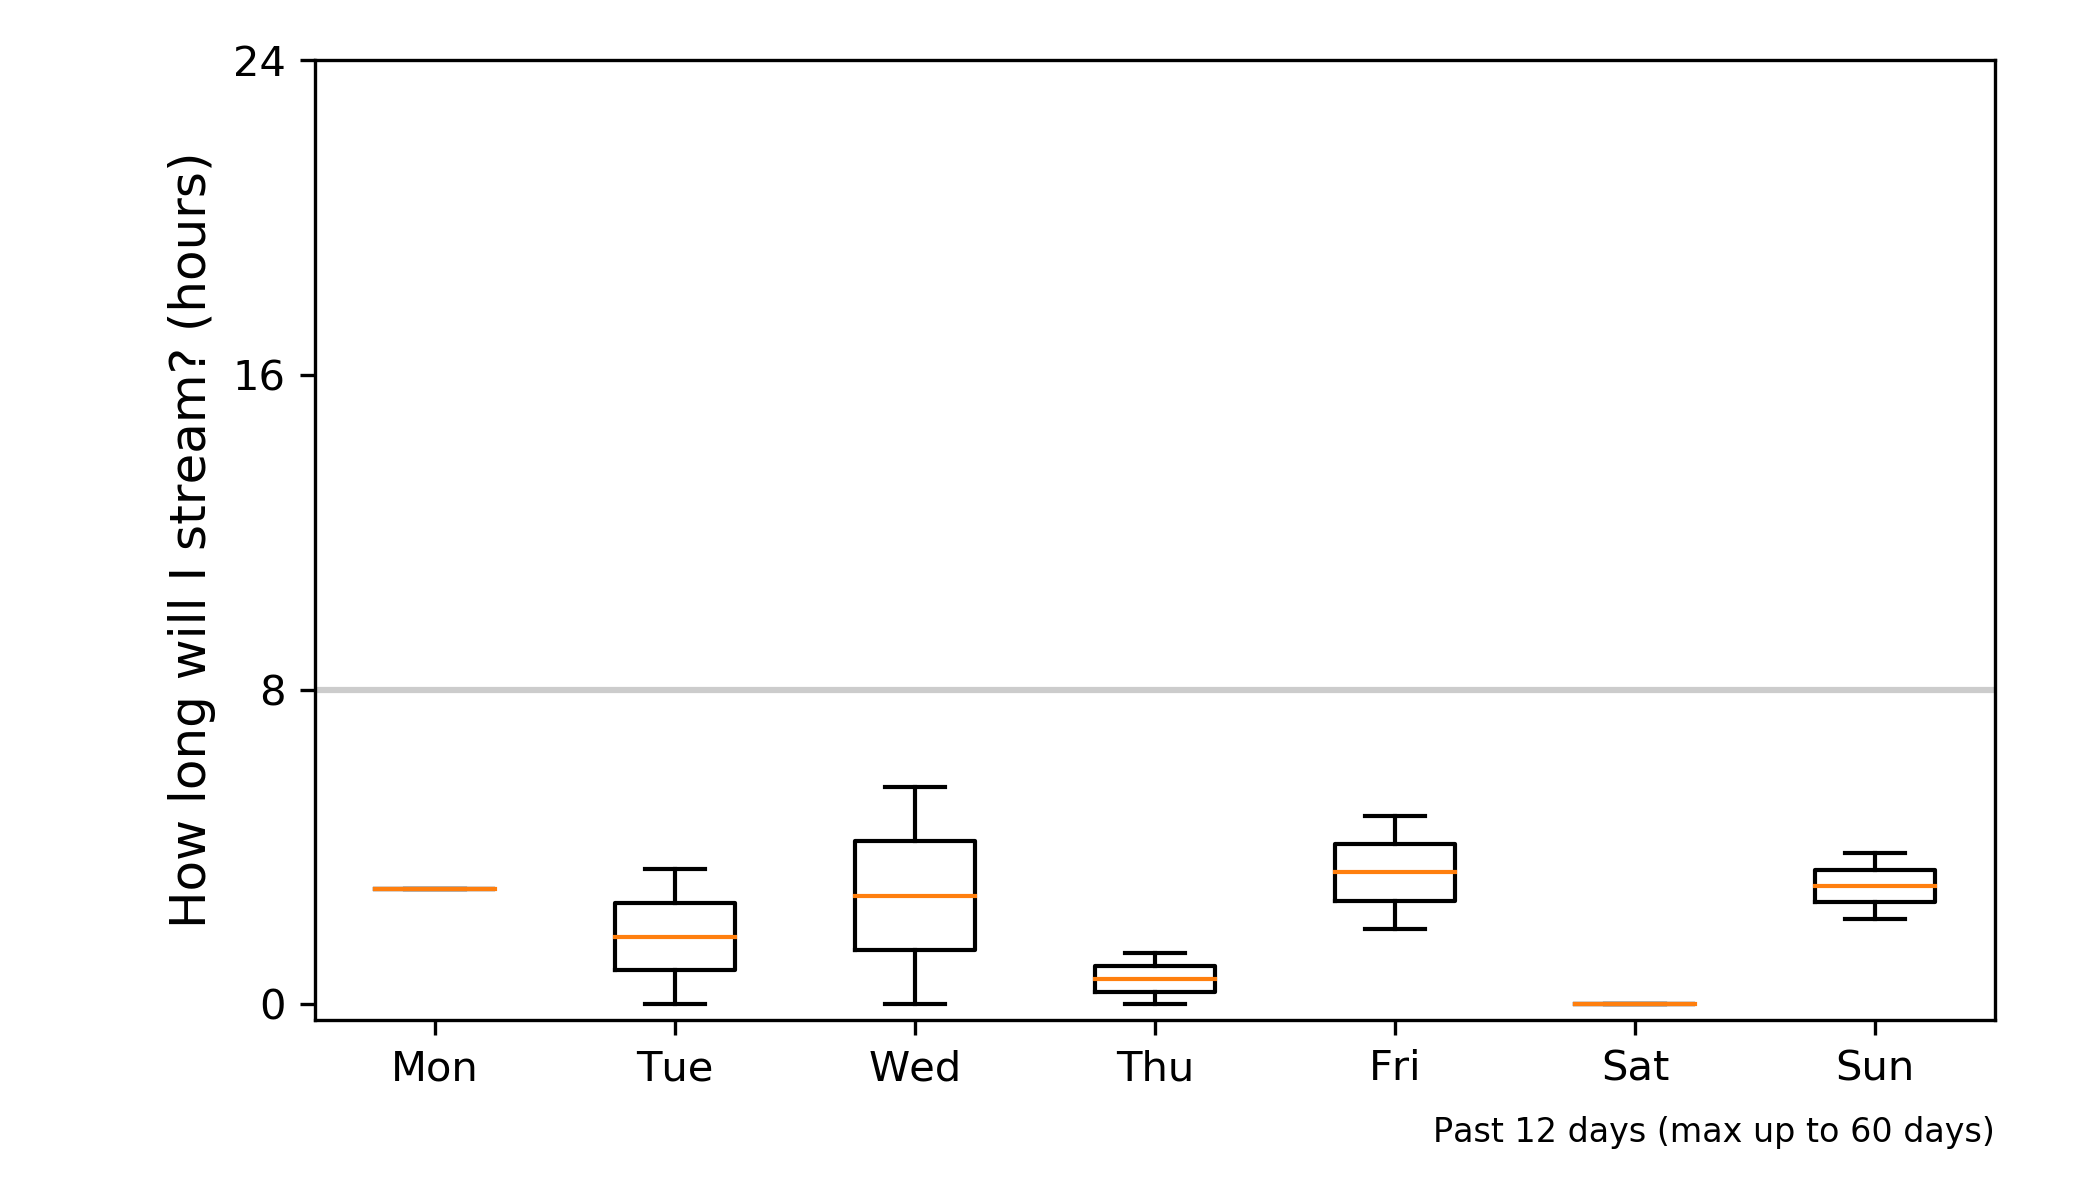 How long will I stream? (hours)
24
16
8
0
Mon Tue Wed Thu Fri Sat Sun
Past 12 days (max up to 60 days)